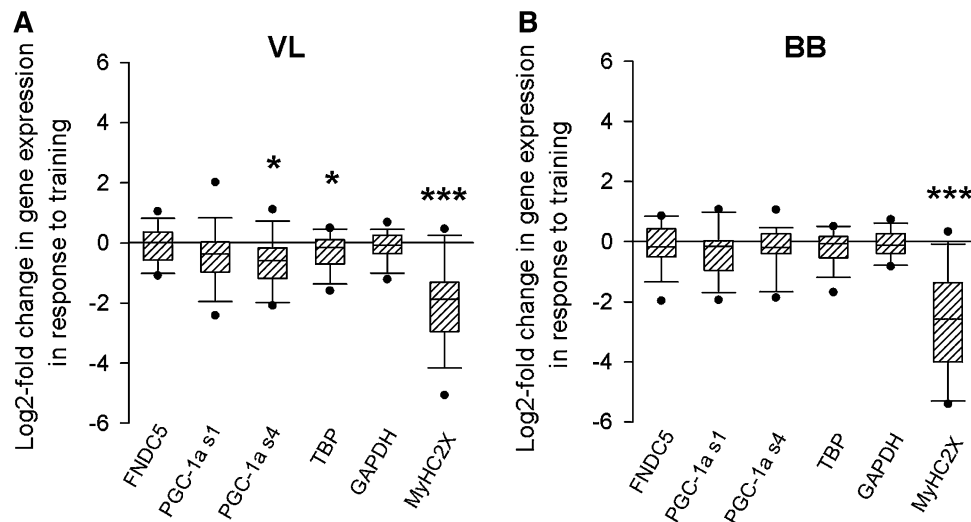 A
VL
Log2-fold change in gene expression
in response to training
6
4
2
0
-2
-4
-6
*
*
***
FNDC5
PGC-1a s1
PGC-1a s4
TBP
GAPDH
MyHC2X
B
BB
Log2-fold change in gene expression
in response to training
6
4
2
0
-2
-4
-6
***
FNDC5
PGC-1a s1
PGC-1a s4
TBP
GAPDH
MyHC2X